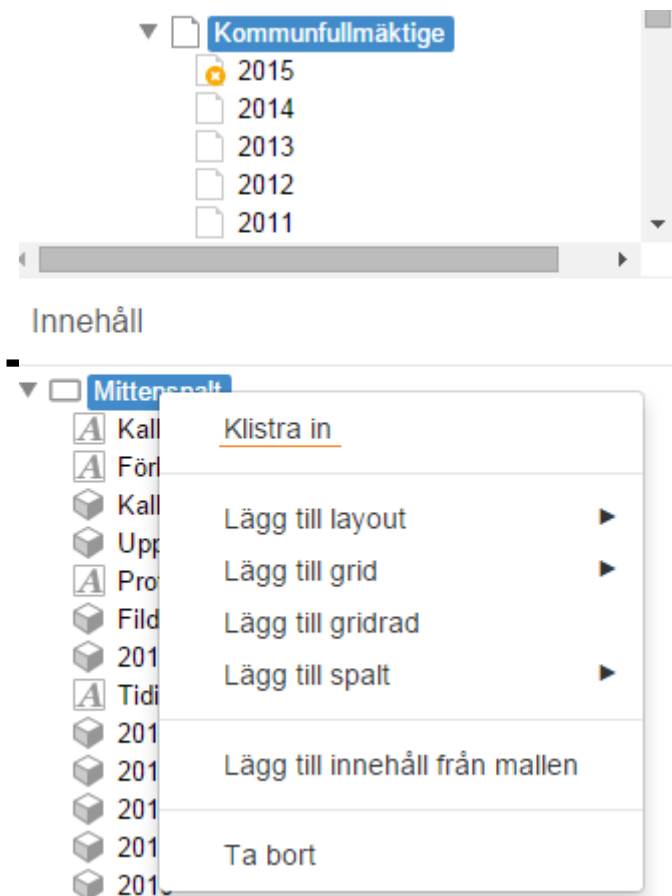 Kommunfullmäktige
2015
2014
2013
2012
2011
Innehåll
Mittenspalt
Klistra in
Lägg till layout
Lägg till grid
Lägg till gridrad
Lägg till spalt
Lägg till innehåll från mallen
Ta bort